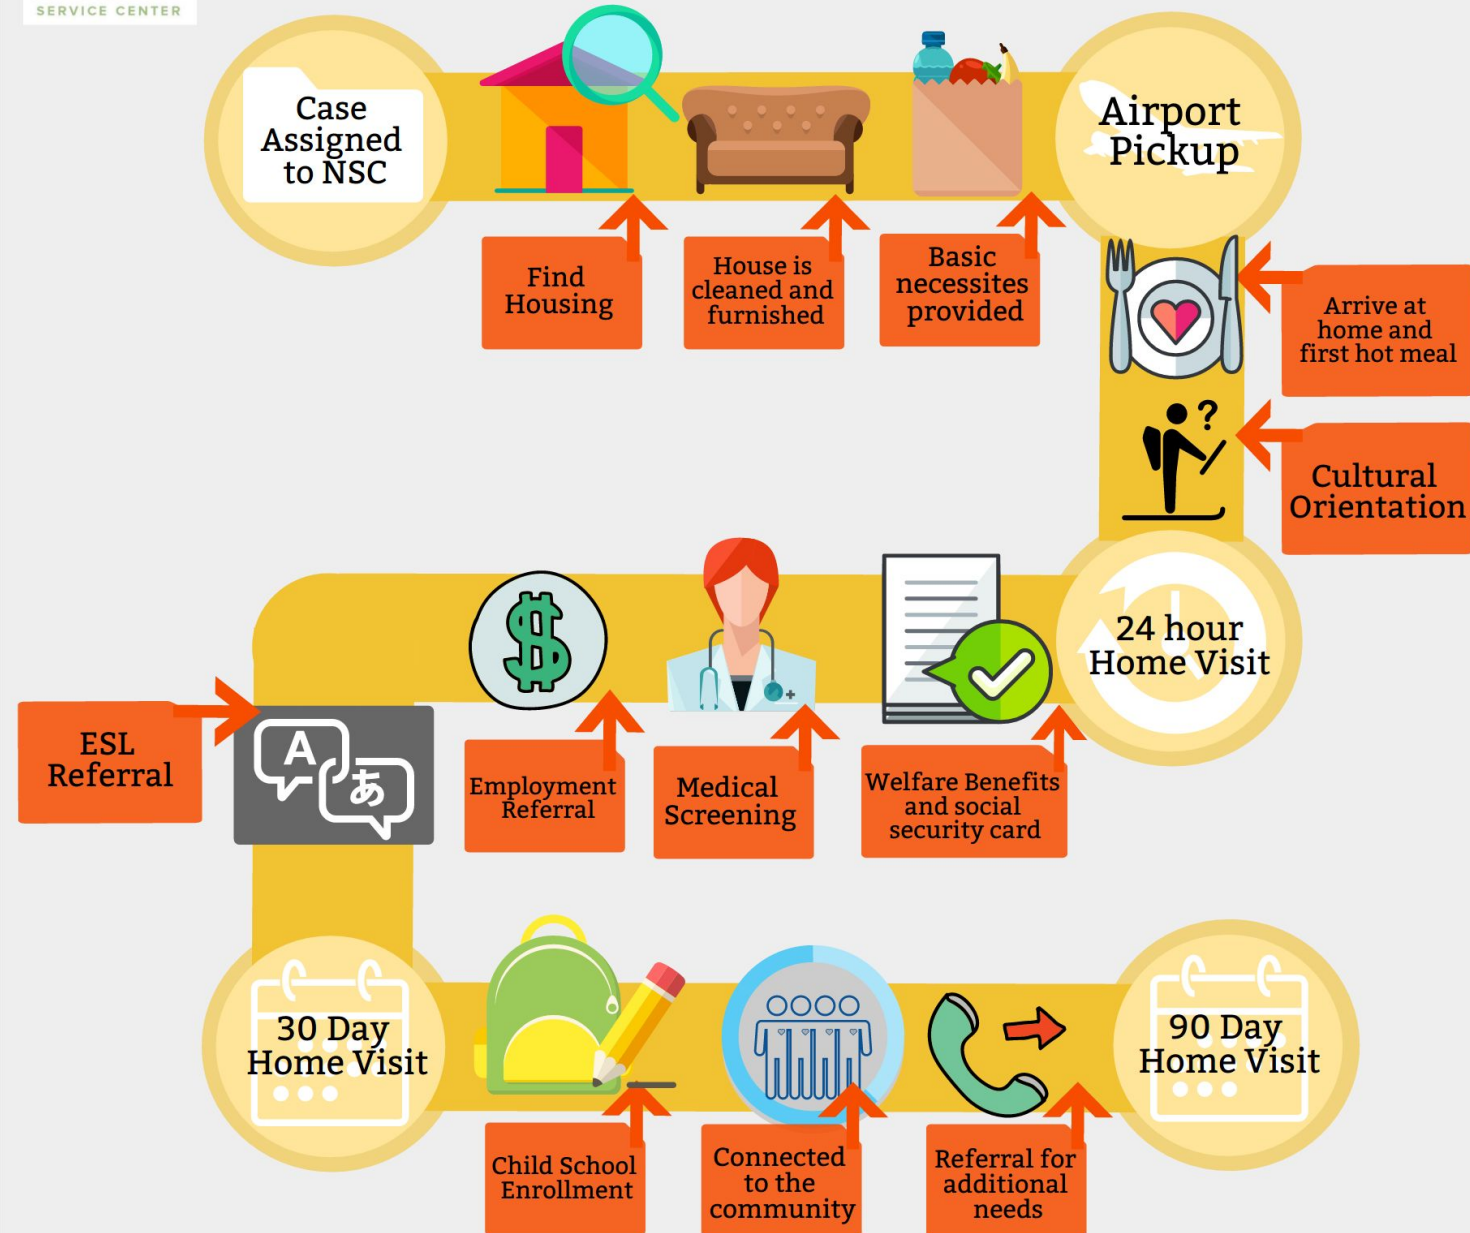 SERVICE CENTER
Case
Assigned
to NSC
Airport
Pickup
Find
Housing
House is
cleaned and
furnished
Basic
necessites
provided
Arrive at
home and
first hot meal
?
Cultural
Orientation
24 hour
Home Visit
$
Welfare Benefits
and social
security card
Medical
Screening
Employment
Referral
ESL
Referral
A
あ
30 Day
Home Visit
90 Day
Home Visit
Child School
Enrollment
Connected
to the
community
Referral for
additional
needs